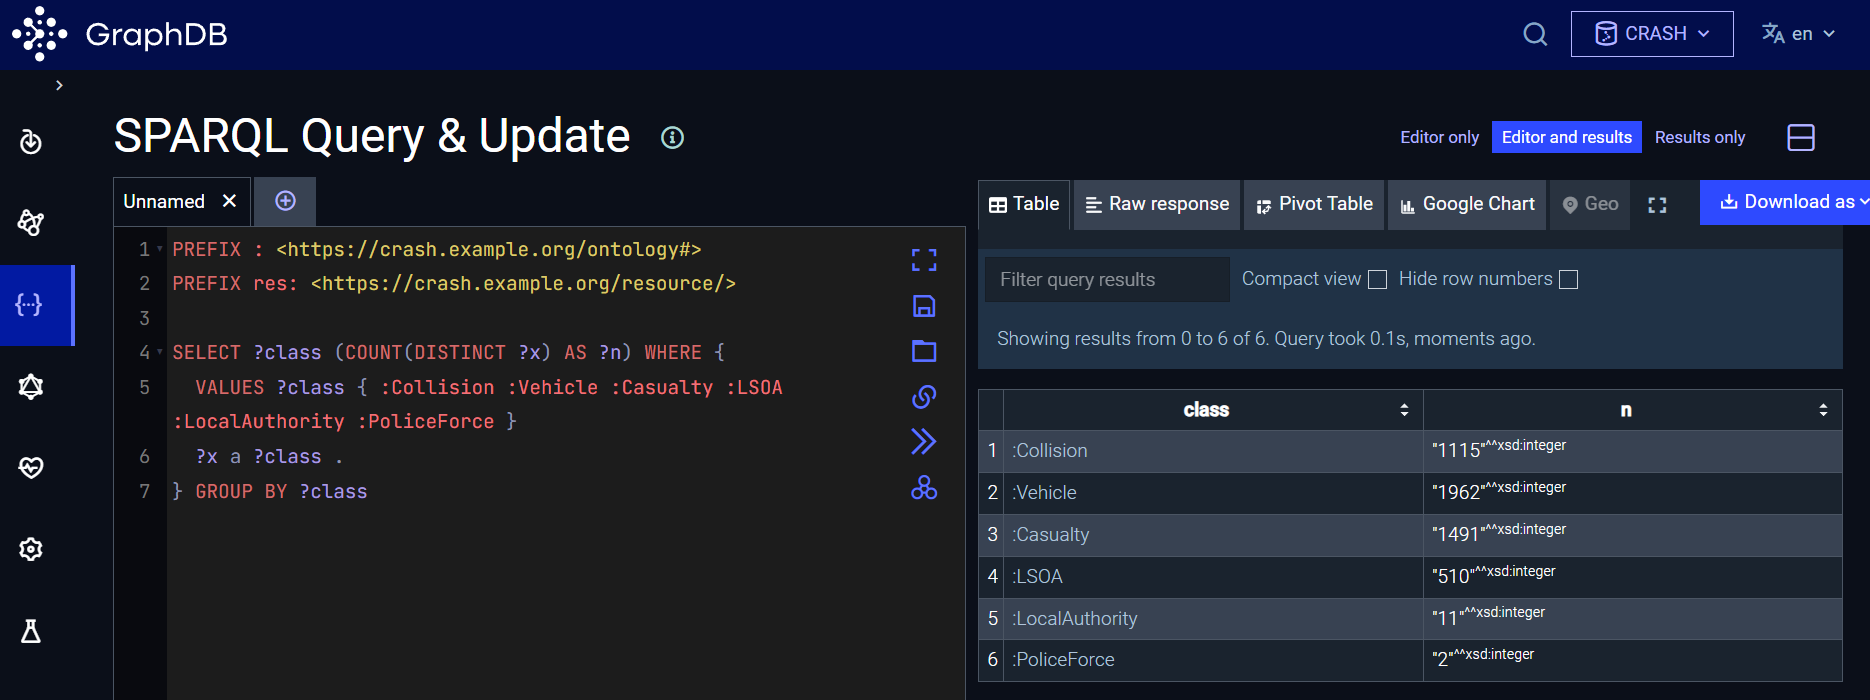 GraphDB
CRASH
en
SPARQL Query & Update
Editor only
Editor and results
Results only
Unnamed
Table
Raw response
Pivot Table
Google Chart
Geo
Download as
1 PREFIX : <https://crash.example.org/ontology#>
2 PREFIX res: <https://crash.example.org/resource/>
3
4 SELECT ?class (COUNT(DISTINCT ?x) AS ?n) WHERE {
5 VALUES ?class { :Collision :Vehicle :Casualty :LSOA
:LocalAuthority :PoliceForce }
6 ?x a ?class .
7 } GROUP BY ?class
Filter query results
Compact view
Hide row numbers
Showing results from 0 to 6 of 6. Query took 0.1s, moments ago.
class n
1 :Collision "1115"^^xsd:integer
2 :Vehicle "1962"^^xsd:integer
3 :Casualty "1491"^^xsd:integer
4 :LSOA "510"^^xsd:integer
5 :LocalAuthority "11"^^xsd:integer
6 :PoliceForce "2"^^xsd:integer